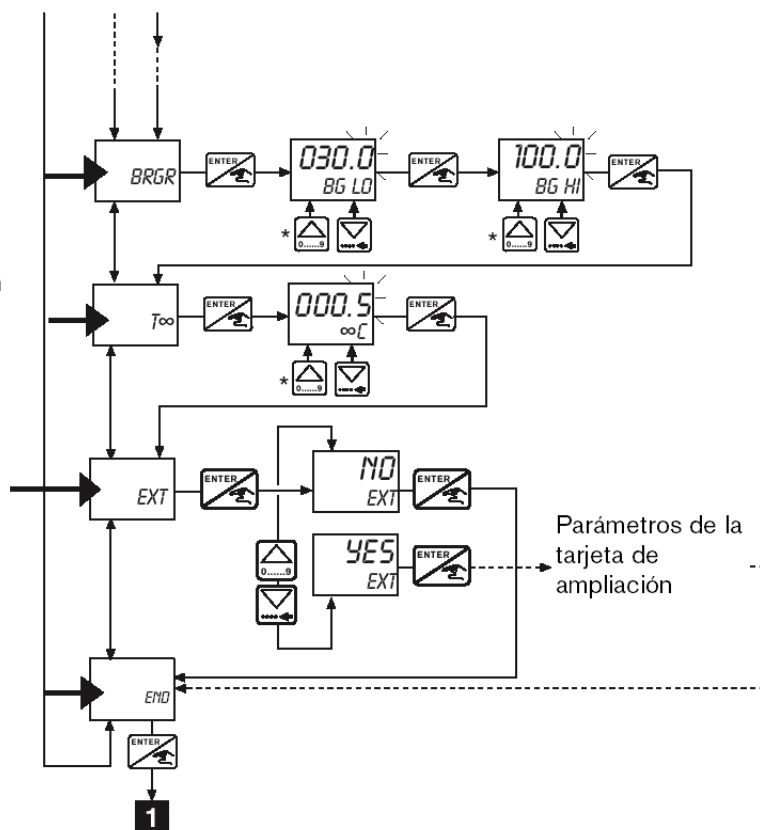 BRGR
ENTER
030.0
BG LO
ENTER
100.0
BG HI
ENTER
*
0......9
*
0......9
T∞
ENTER
000.5
∞C
ENTER
*
0......9
EXT
ENTER
NO
EXT
ENTER
0......9
YES
EXT
ENTER
Parámetros de la
tarjeta de
ampliación
END
ENTER
1